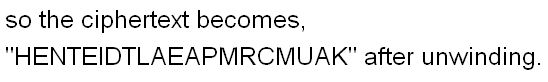 so the ciphertext becomes,
"HENTEIDTLAEAPMRCMUAK" after unwinding.